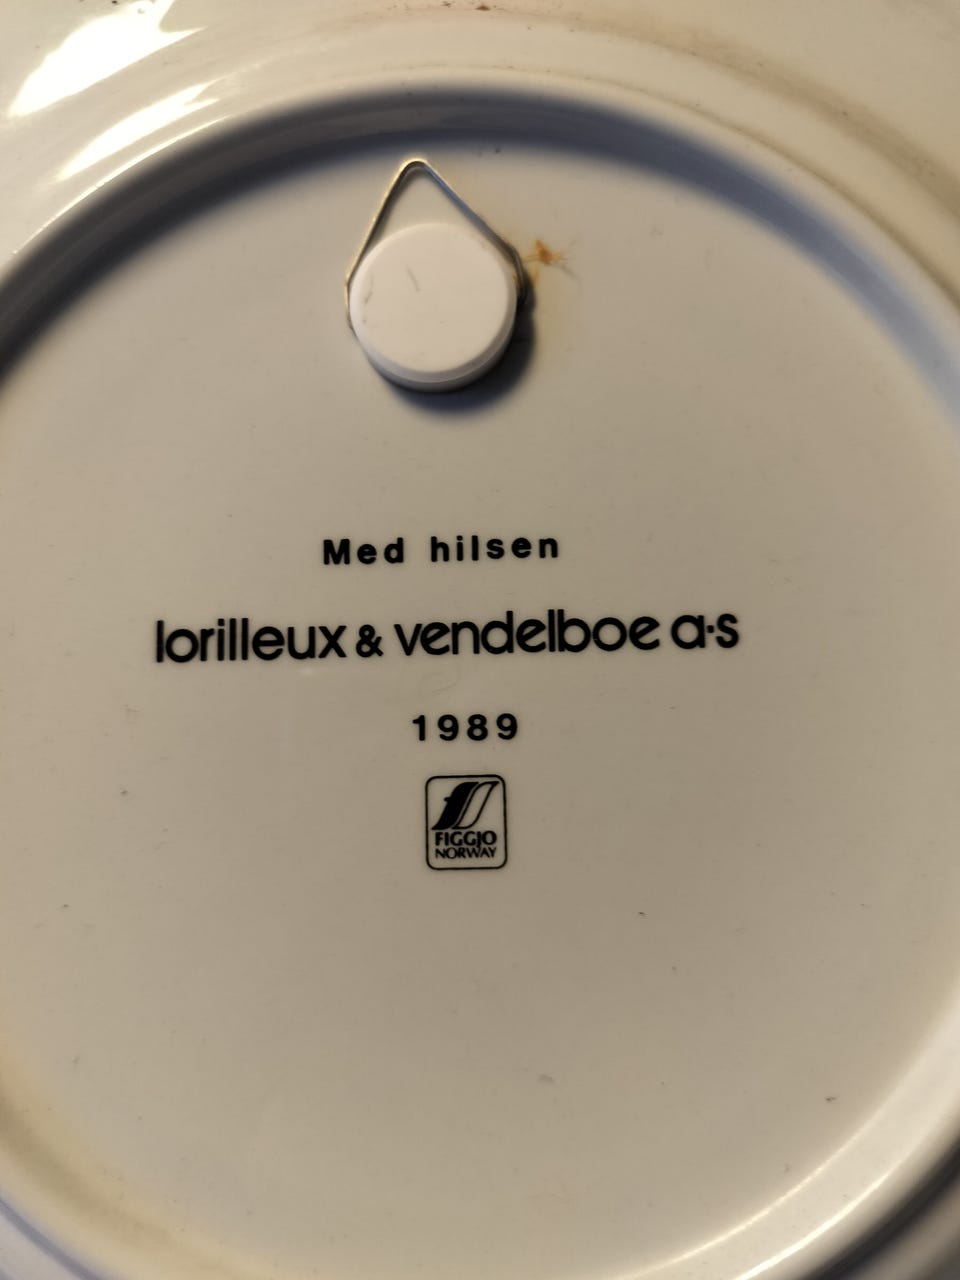 Med hilsen
lorilleux & vendelboe a·s
1989
FIGGJO
NORWAY